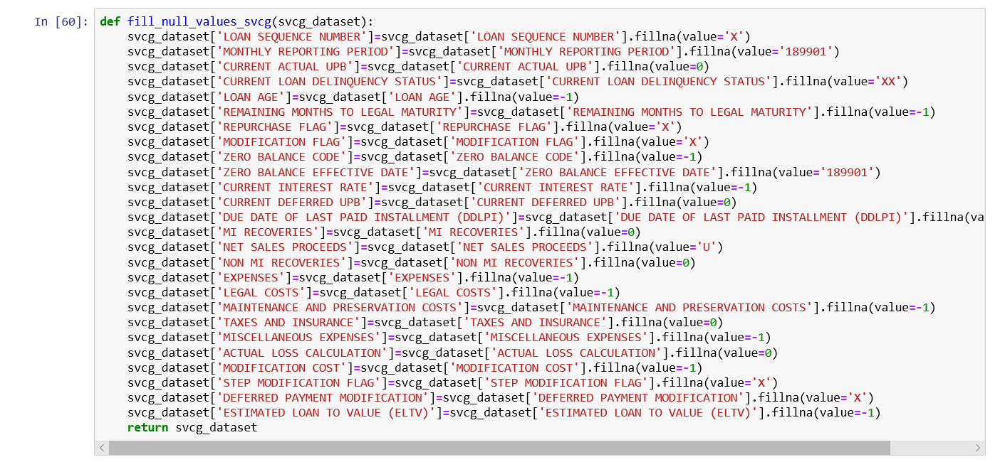 In [60]: def fill_null_values_svcg(svcg_dataset):
    svcg_dataset['LOAN SEQUENCE NUMBER']=svcg_dataset['LOAN SEQUENCE NUMBER'].fillna(value='X')
    svcg_dataset['MONTHLY REPORTING PERIOD']=svcg_dataset['MONTHLY REPORTING PERIOD'].fillna(value='189901')
    svcg_dataset['CURRENT ACTUAL UPB']=svcg_dataset['CURRENT ACTUAL UPB'].fillna(value=0)
    svcg_dataset['CURRENT LOAN DELINQUENCY STATUS']=svcg_dataset['CURRENT LOAN DELINQUENCY STATUS'].fillna(value='XX')
    svcg_dataset['LOAN AGE']=svcg_dataset['LOAN AGE'].fillna(value=-1)
    svcg_dataset['REMAINING MONTHS TO LEGAL MATURITY']=svcg_dataset['REMAINING MONTHS TO LEGAL MATURITY'].fillna(value=-1)
    svcg_dataset['REPURCHASE FLAG']=svcg_dataset['REPURCHASE FLAG'].fillna(value='X')
    svcg_dataset['MODIFICATION FLAG']=svcg_dataset['MODIFICATION FLAG'].fillna(value='X')
    svcg_dataset['ZERO BALANCE CODE']=svcg_dataset['ZERO BALANCE CODE'].fillna(value=-1)
    svcg_dataset['ZERO BALANCE EFFECTIVE DATE']=svcg_dataset['ZERO BALANCE EFFECTIVE DATE'].fillna(value='189901')
    svcg_dataset['CURRENT INTEREST RATE']=svcg_dataset['CURRENT INTEREST RATE'].fillna(value=-1)
    svcg_dataset['CURRENT DEFERRED UPB']=svcg_dataset['CURRENT DEFERRED UPB'].fillna(value=0)
    svcg_dataset['DUE DATE OF LAST PAID INSTALLMENT (DDLPI)']=svcg_dataset['DUE DATE OF LAST PAID INSTALLMENT (DDLPI)'].fillna(va
    svcg_dataset['MI RECOVERIES']=svcg_dataset['MI RECOVERIES'].fillna(value=0)
    svcg_dataset['NET SALES PROCEEDS']=svcg_dataset['NET SALES PROCEEDS'].fillna(value='U')
    svcg_dataset['NON MI RECOVERIES']=svcg_dataset['NON MI RECOVERIES'].fillna(value=0)
    svcg_dataset['EXPENSES']=svcg_dataset['EXPENSES'].fillna(value=-1)
    svcg_dataset['LEGAL COSTS']=svcg_dataset['LEGAL COSTS'].fillna(value=-1)
    svcg_dataset['MAINTENANCE AND PRESERVATION COSTS']=svcg_dataset['MAINTENANCE AND PRESERVATION COSTS'].fillna(value=-1)
    svcg_dataset['TAXES AND INSURANCE']=svcg_dataset['TAXES AND INSURANCE'].fillna(value=0)
    svcg_dataset['MISCELLANEOUS EXPENSES']=svcg_dataset['MISCELLANEOUS EXPENSES'].fillna(value=-1)
    svcg_dataset['ACTUAL LOSS CALCULATION']=svcg_dataset['ACTUAL LOSS CALCULATION'].fillna(value=0)
    svcg_dataset['MODIFICATION COST']=svcg_dataset['MODIFICATION COST'].fillna(value=-1)
    svcg_dataset['STEP MODIFICATION FLAG']=svcg_dataset['STEP MODIFICATION FLAG'].fillna(value='X')
    svcg_dataset['DEFERRED PAYMENT MODIFICATION']=svcg_dataset['DEFERRED PAYMENT MODIFICATION'].fillna(value='X')
    svcg_dataset['ESTIMATED LOAN TO VALUE (ELTV)']=svcg_dataset['ESTIMATED LOAN TO VALUE (ELTV)'].fillna(value=-1)
    return svcg_dataset